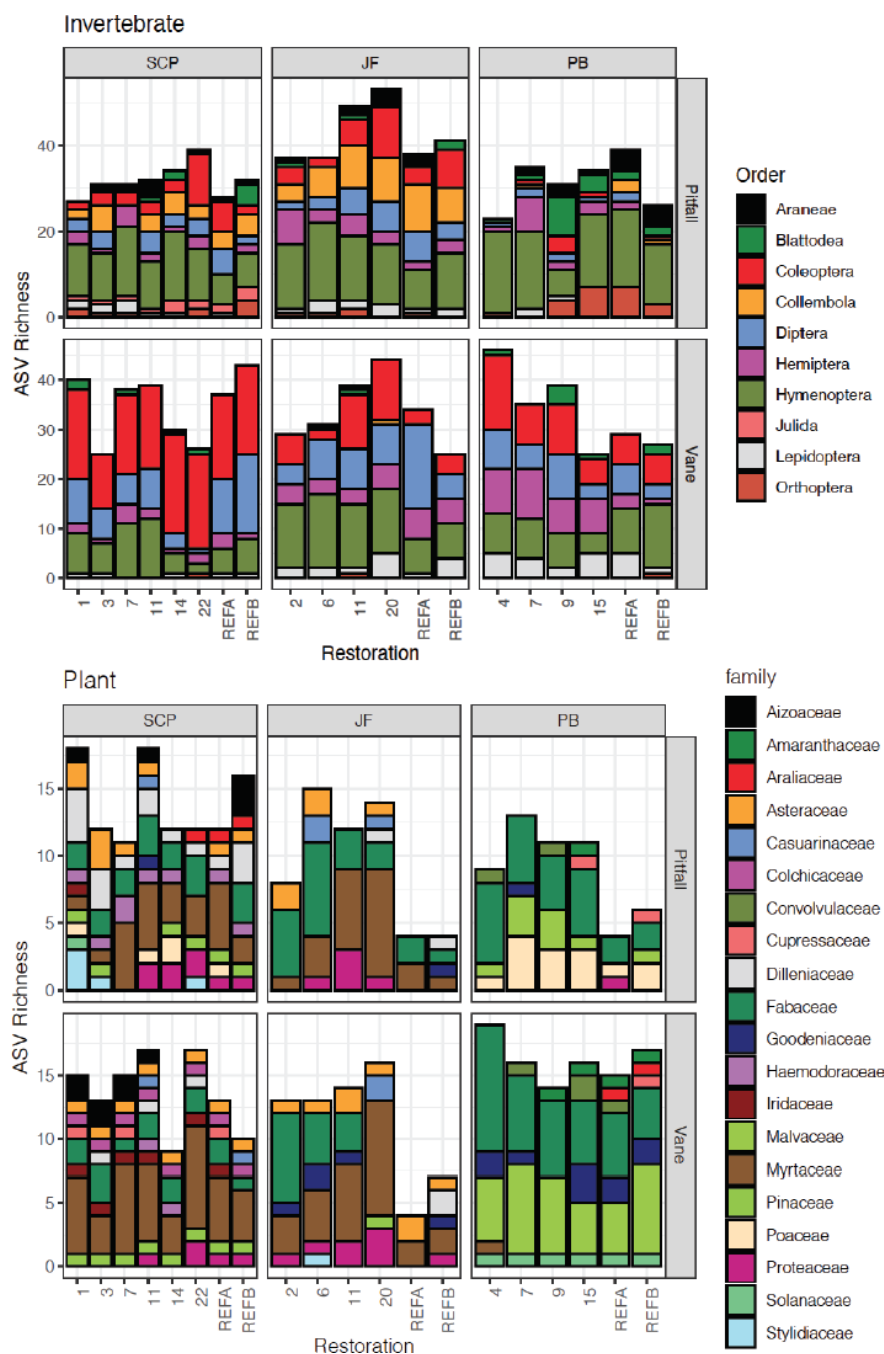 Invertebrate
SCP
JF
PB
40
20
0
Pitfall
ASV Richness
40
30
20
10
0
Vane
1
3
7
11
14
22
REFA
REFB
2
6
11
20
REFA
REFB
4
7
9
15
REFA
REFB
Restoration
Order
Araneae
Blattodea
Coleoptera
Collembola
Diptera
Hemiptera
Hymenoptera
Julida
Lepidoptera
Orthoptera
Plant
SCP
JF
PB
15
10
5
0
Pitfall
ASV Richness
15
10
5
0
Vane
1
3
7
11
14
22
REFA
REFB
2
6
11
20
REFA
REFB
4
7
9
15
REFA
REFB
Restoration
family
Aizoaceae
Amaranthaceae
Araliaceae
Asteraceae
Casuarinaceae
Colchicaceae
Convolvulaceae
Cupressaceae
Dilleniaceae
Fabaceae
Goodeniaceae
Haemodoraceae
Iridaceae
Malvaceae
Myrtaceae
Pinaceae
Poaceae
Proteaceae
Solanaceae
Stylidiaceae